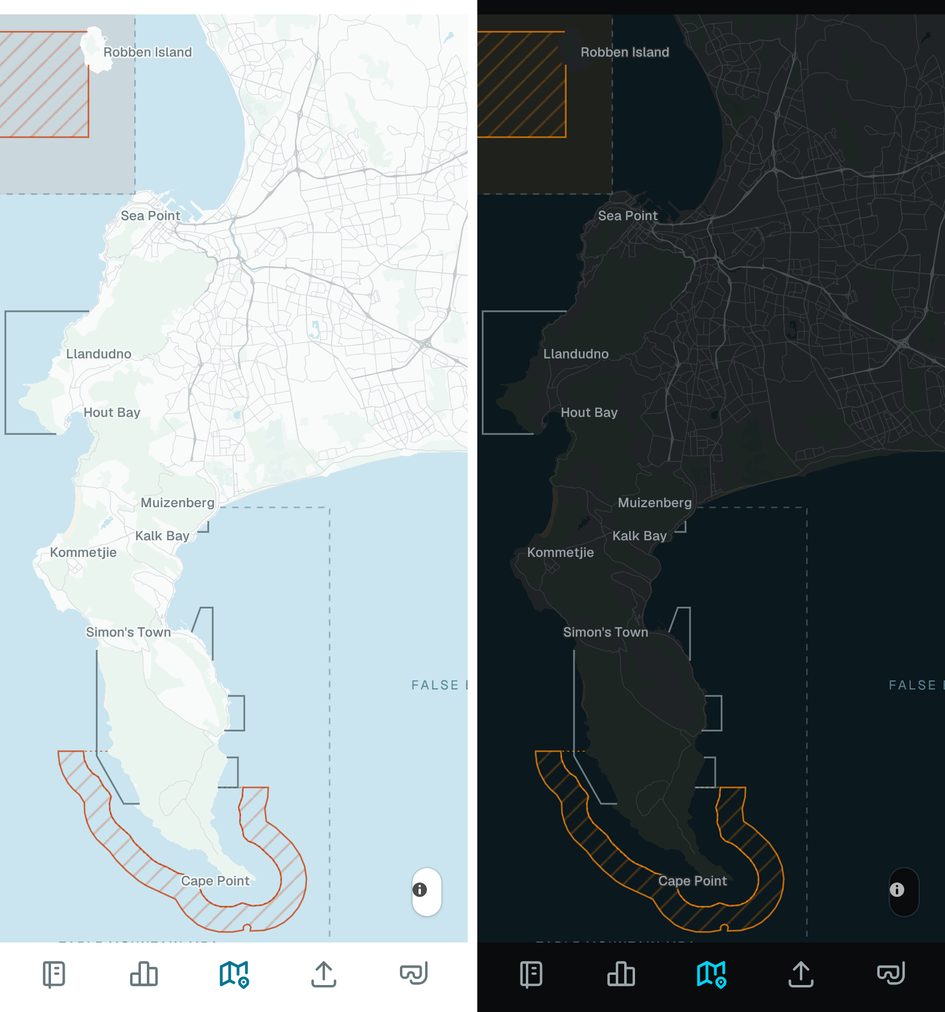 Robben Island
Sea Point
Llandudno
Hout Bay
Muizenberg
Kalk Bay
Kommetjie
Simon's Town
FALSE
Cape Point
Robben Island
Sea Point
Llandudno
Hout Bay
Muizenberg
Kalk Bay
Kommetjie
Simon's Town
FALSE
Cape Point